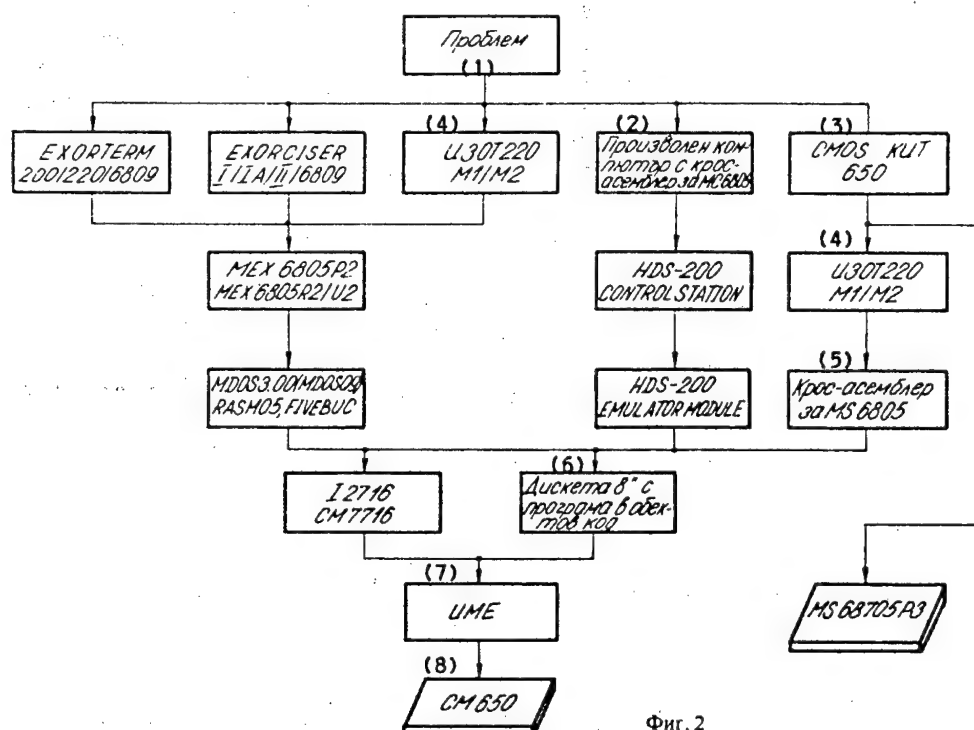 Проблем
(1)
EXORTERM
200/220/6809
EXORCISER
I/IA/II/6809
(4)
ИЗОТ220
M1/M2
(2)
Произволен ком-
пютър с крос-
асемблер за MC6805
(3)
CMOS КИТ
650
MEX 6805P2
MEX 6805R2/U2
HDS-200
CONTROL STATION
(4)
ИЗОТ220
M1/M2
MDOS3.00(MDOS09)
RASM05, FIVEBUC
HDS-200
EMULATOR MODULE
(5)
Крос-асемблер
за MS 6805
I 2716
CM7716
(6)
Дискета 8" с
програма в обек-
тов код
(7)
ИМЕ
MS 68705P3
(8)
CM 650
Фиг. 2